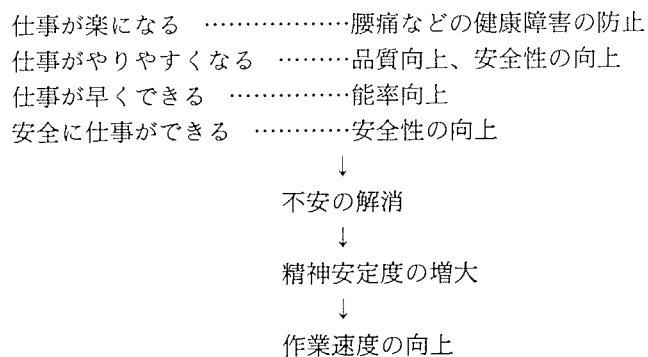 仕事が楽になる ………………腰痛などの健康障害の防止
仕事がやりやすくなる ………品質向上、安全性の向上
仕事が早くできる ……………能率向上
安全に仕事ができる …………安全性の向上
↓
不安の解消
↓
精神安定度の増大
↓
作業速度の向上